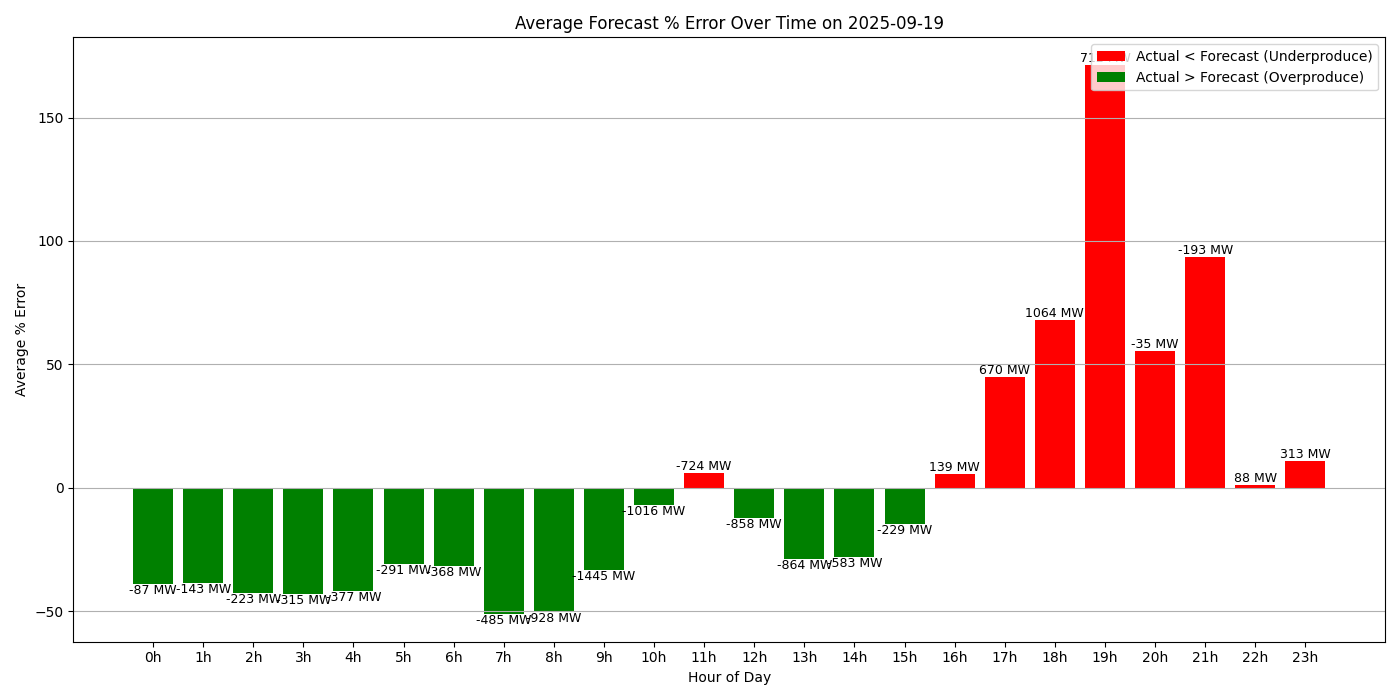 Average Forecast % Error Over Time on 2025-09-19
Actual < Forecast (Underproduce)
Actual > Forecast (Overproduce)
Average % Error
150
100
50
0
−50
-87 MW
-143 MW
-223 MW
-315 MW
-377 MW
-291 MW
-368 MW
-485 MW
-928 MW
-1445 MW
-1016 MW
-724 MW
-858 MW
-864 MW
-583 MW
-229 MW
139 MW
670 MW
1064 MW
-35 MW
-193 MW
88 MW
313 MW
0h 1h 2h 3h 4h 5h 6h 7h 8h 9h 10h 11h 12h 13h 14h 15h 16h 17h 18h 19h 20h 21h 22h 23h
Hour of Day